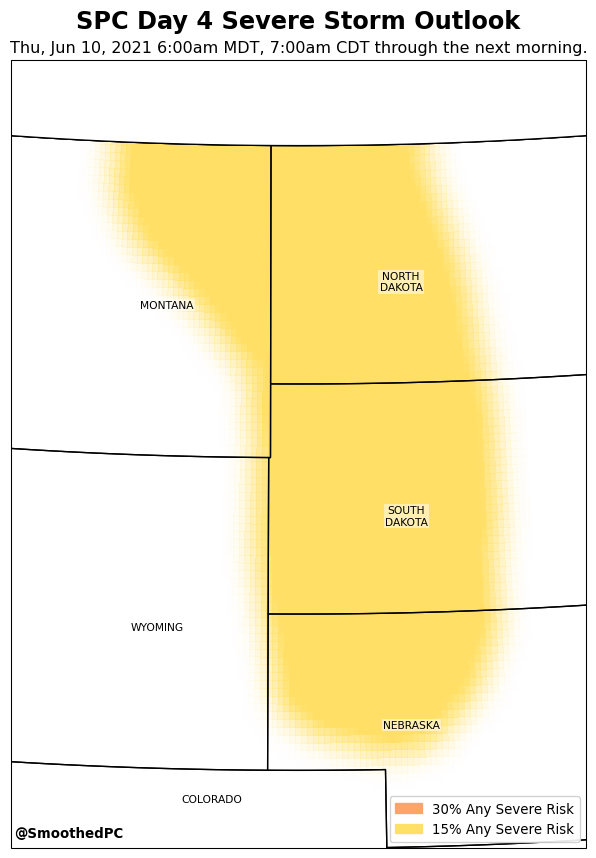 SPC Day 4 Severe Storm Outlook
Thu, Jun 10, 2021 6:00am MDT, 7:00am CDT through the next morning.
NORTH
DAKOTA
MONTANA
SOUTH
DAKOTA
WYOMING
NEBRASKA
COLORADO
30% Any Severe Risk
15% Any Severe Risk
@SmoothedPC